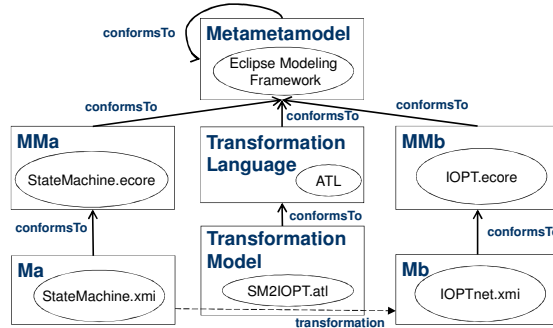 Metametamodel
conformsTo
Eclipse Modeling
Framework
conformsTo
conformsTo
conformsTo
MMa
StateMachine.ecore
Transformation
Language
ATL
MMb
IOPT.ecore
conformsTo
conformsTo
conformsTo
Ma
StateMachine.xmi
Transformation
Model
SM2IOPT.atl
Mb
IOPTnet.xmi
transformation